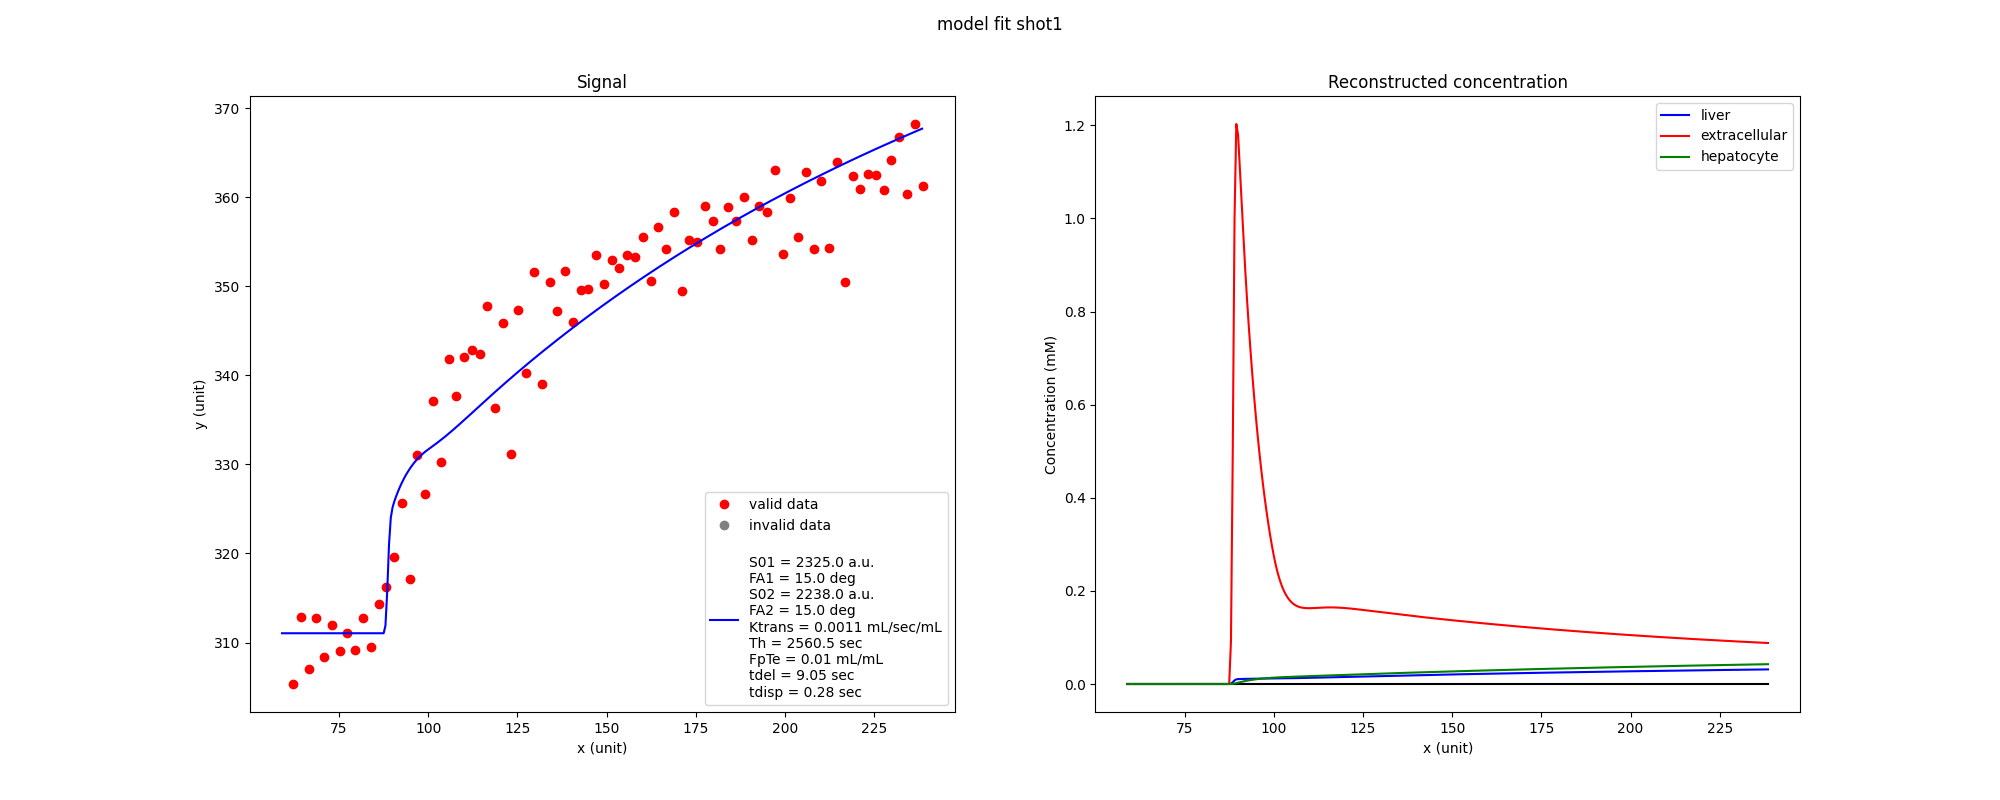 model fit shot1
Signal
370
360
350
340
330
320
310
y (unit)
75
100
125
150
175
200
225
x (unit)
valid data
invalid data
S01 = 2325.0 a.u.
FA1 = 15.0 deg
S02 = 2238.0 a.u.
FA2 = 15.0 deg
Ktrans = 0.0011 mL/sec/mL
Th = 2560.5 sec
FpTe = 0.01 mL/mL
tdel = 9.05 sec
tdisp = 0.28 sec
Reconstructed concentration
1.2
1.0
0.8
0.6
0.4
0.2
0.0
Concentration (mM)
75
100
125
150
175
200
225
x (unit)
liver
extracellular
hepatocyte